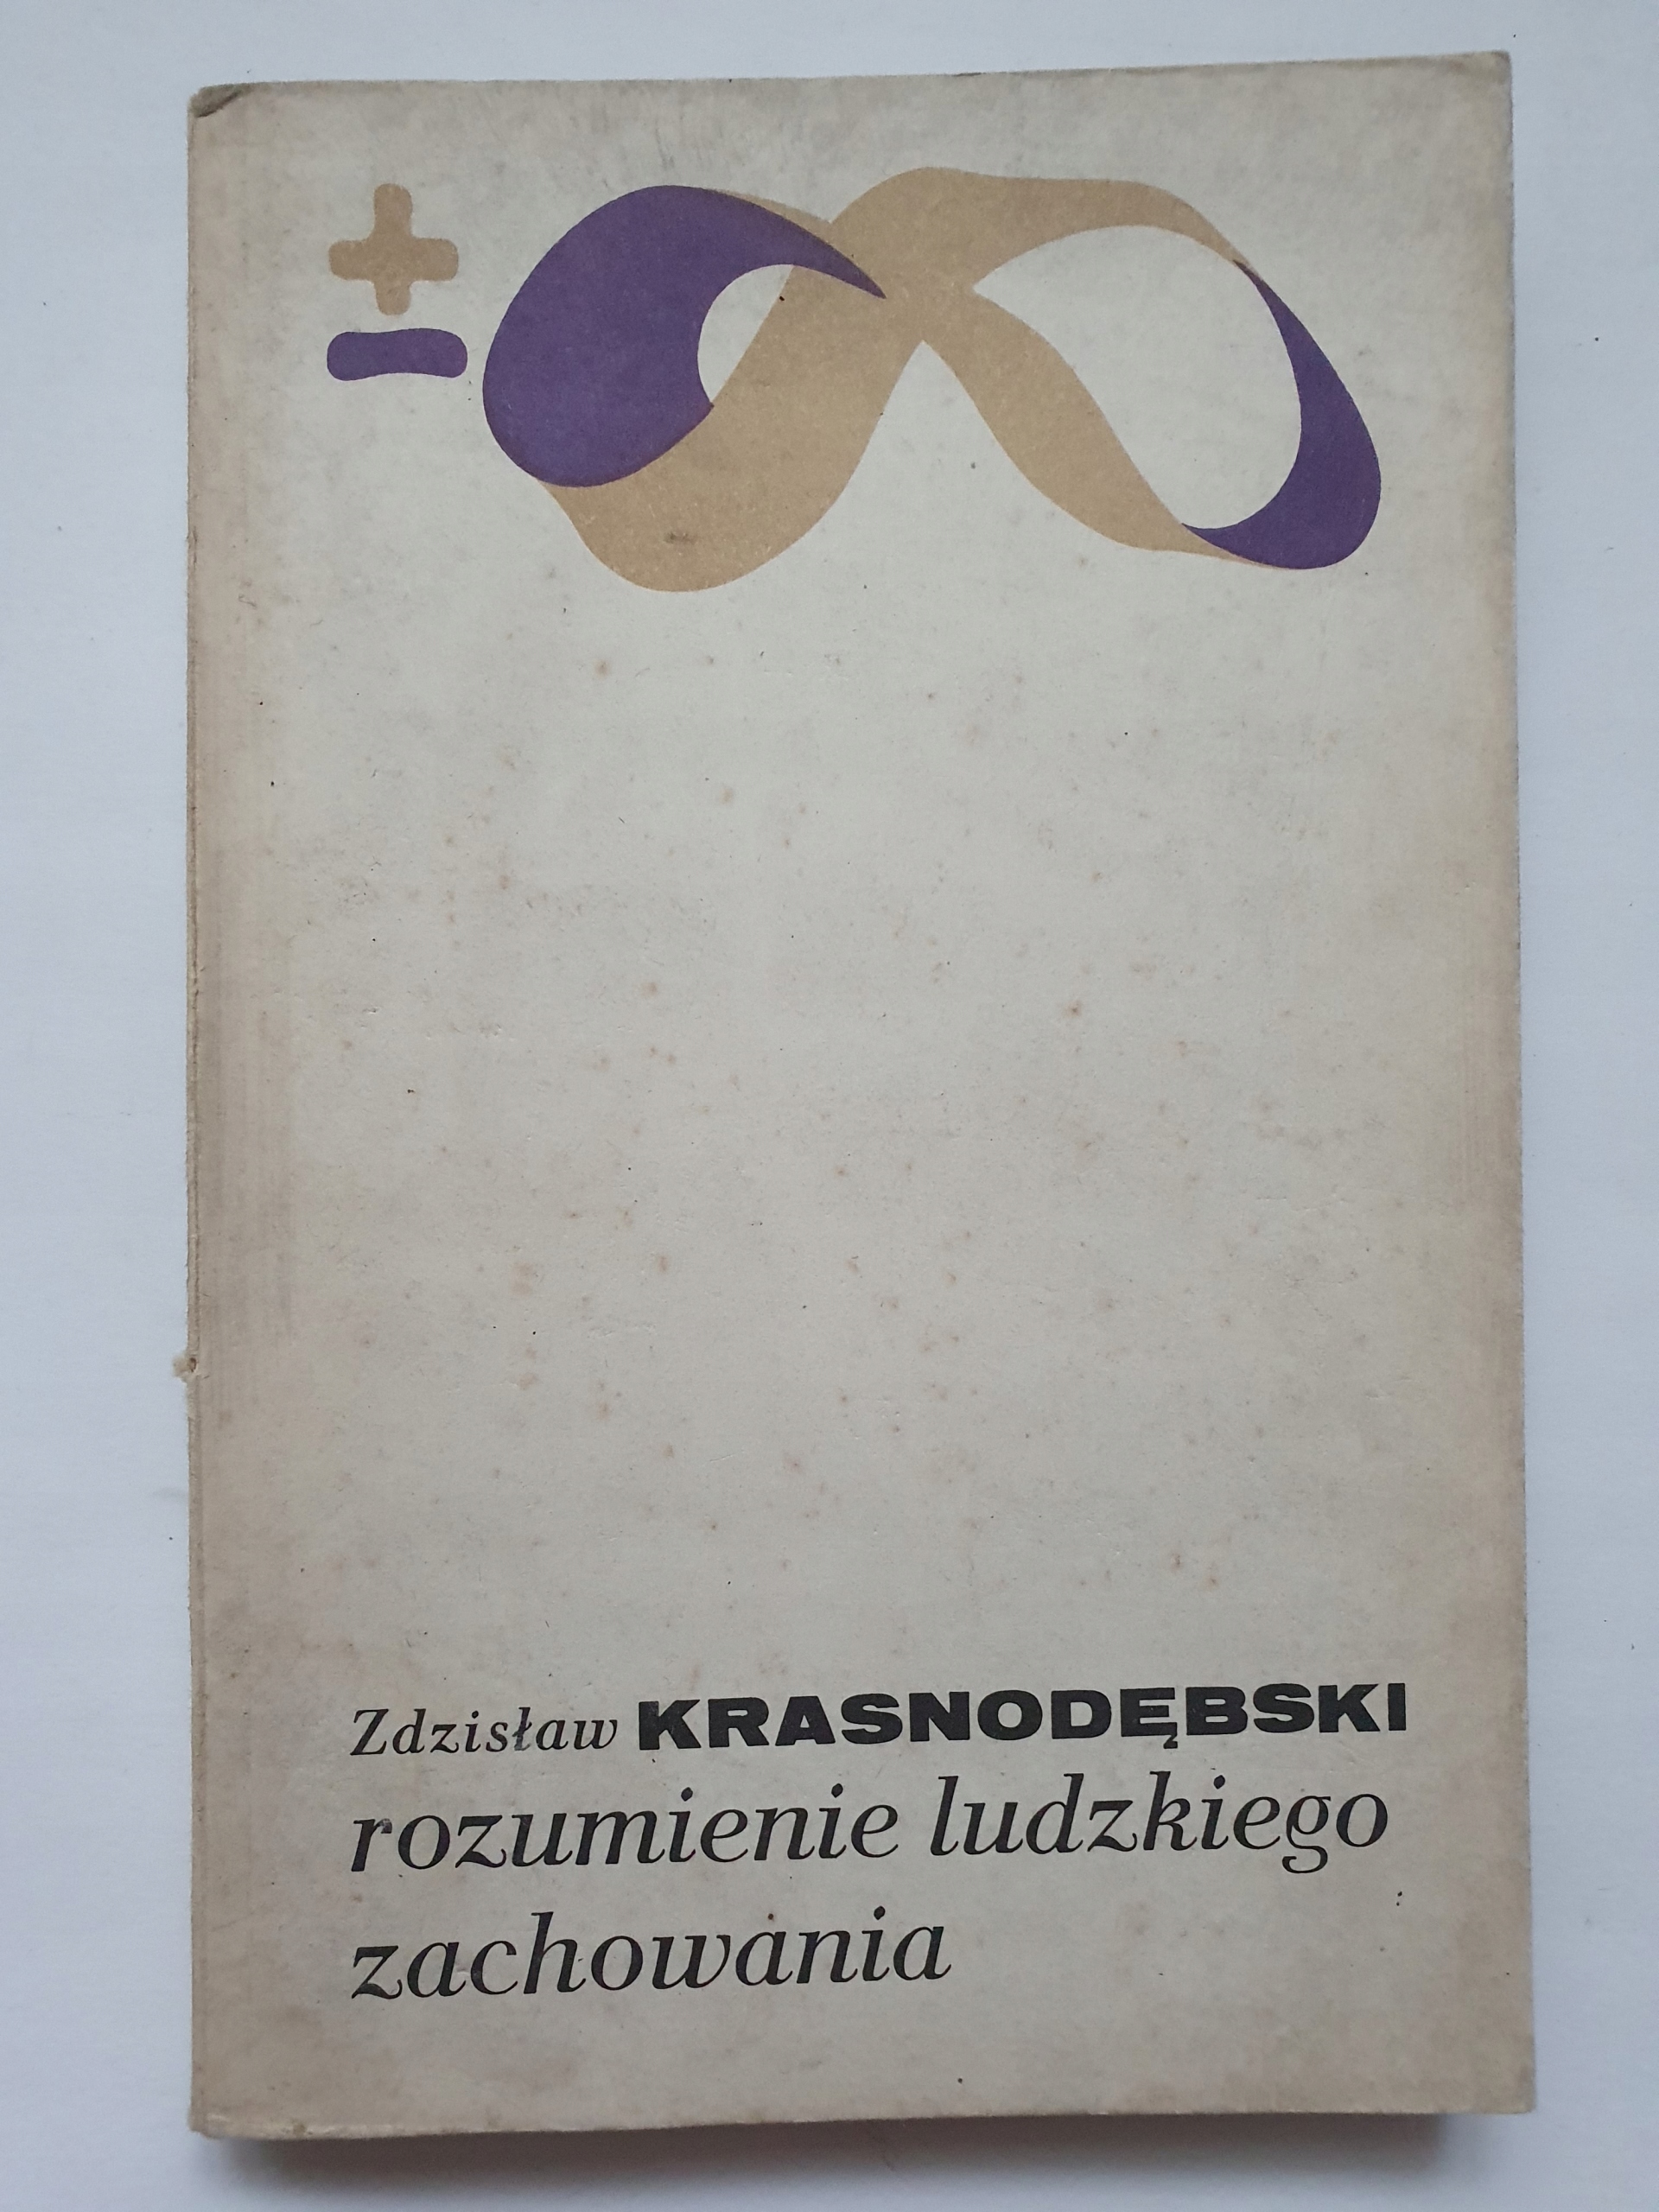 Zdzisław KRASNODĘBSKI
rozumienie ludzkiego
zachowania